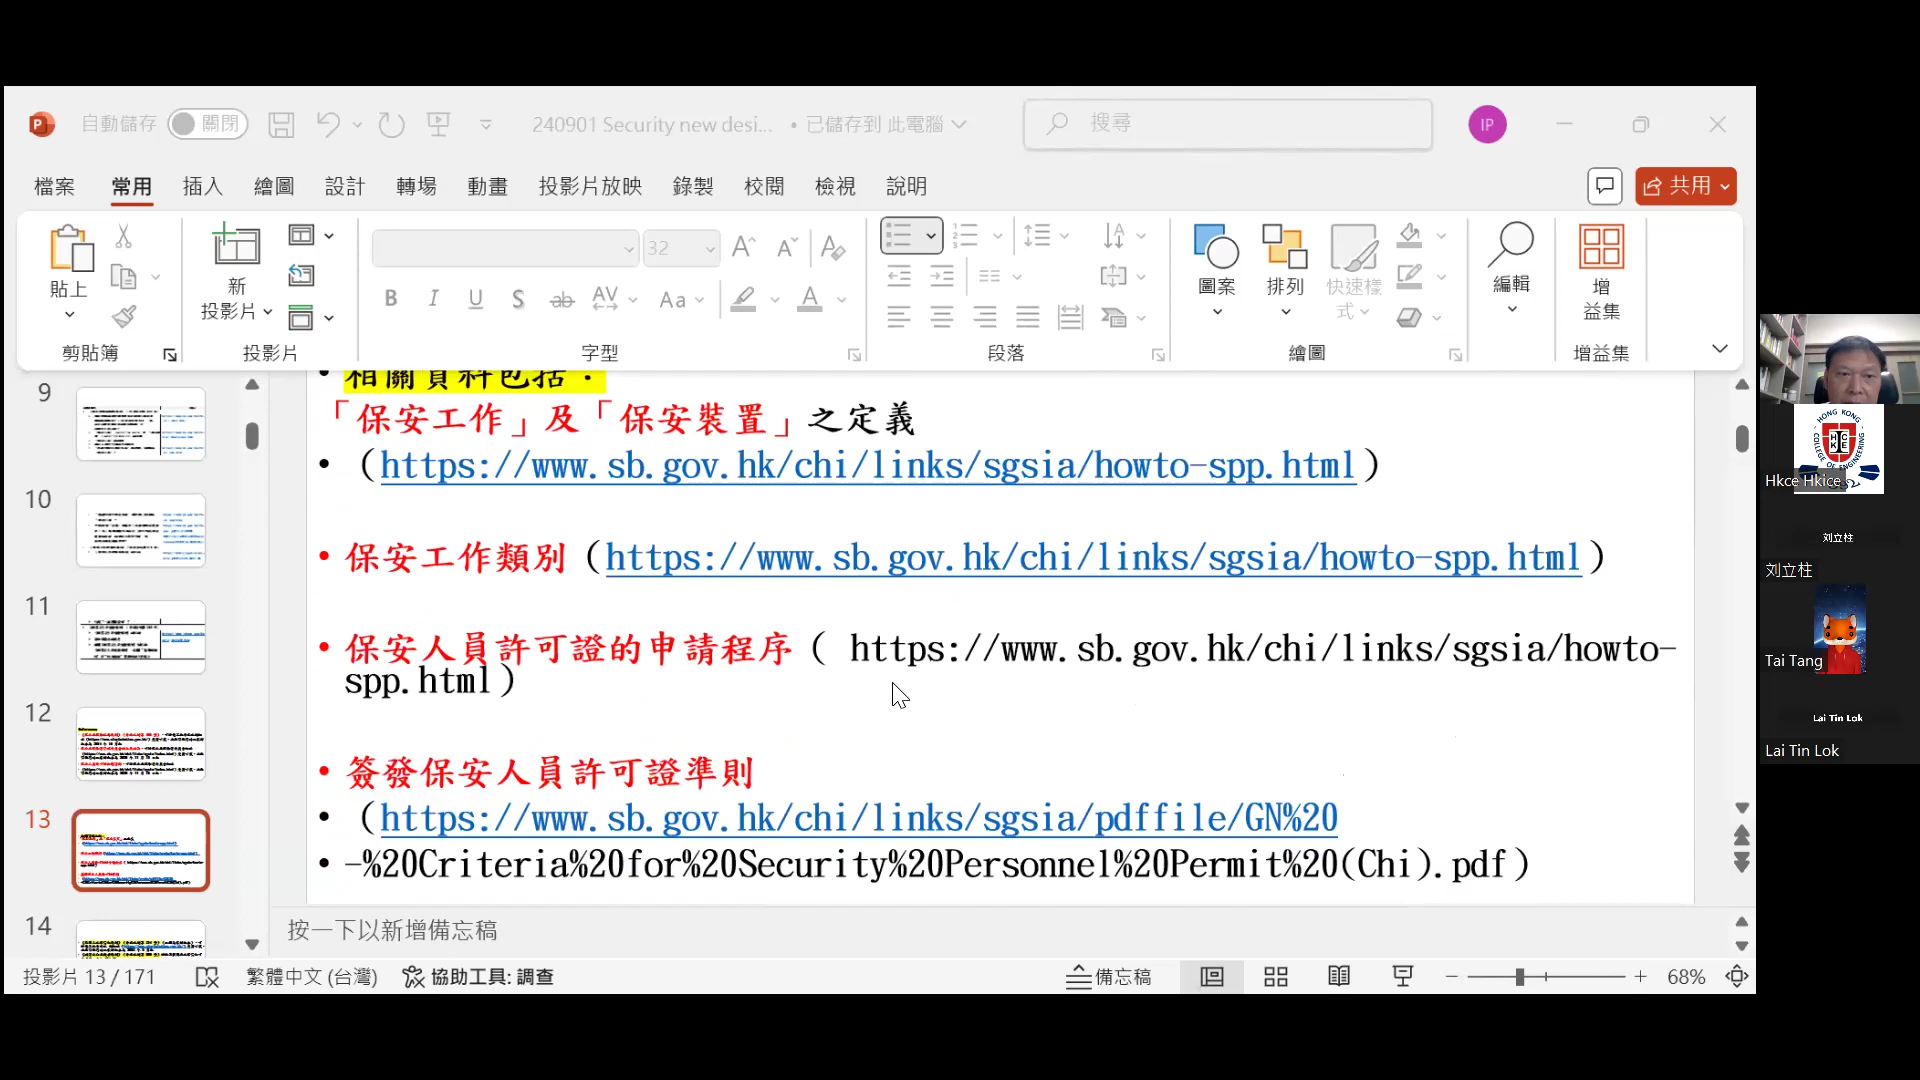 自動儲存 關閉 240901 Security new desi... • 已儲存到 此電腦 搜尋 IP
檔案 常用 插入 繪圖 設計 轉場 動畫 投影片放映 錄製 校閱 檢視 說明 共用
貼上 新 投影片 32 圖案 排列 快速樣式 編輯 增益集
剪貼簿 投影片 字型 段落 繪圖 增益集
• 相關資料包括：
「保安工作」及「保安裝置」之定義
• （https://www.sb.gov.hk/chi/links/sgsia/howto-spp.html）
• 保安工作類別（https://www.sb.gov.hk/chi/links/sgsia/howto-spp.html）
• 保安人員許可證的申請程序（ https://www.sb.gov.hk/chi/links/sgsia/howto-
spp.html）
• 簽發保安人員許可證準則
• （https://www.sb.gov.hk/chi/links/sgsia/pdffile/GN%20
• -%20Criteria%20for%20Security%20Personnel%20Permit%20(Chi).pdf）
9
10
11
12
13
14
按一下以新增備忘稿
投影片 13 / 171 繁體中文 (台灣) 協助工具: 調查 備忘稿 68%
HONG KONG COLLEGE OF ENGINEERING
HKCE
Hkce Hkice
刘立柱
刘立柱
Tai Tang
Lai Tin Lok
Lai Tin Lok